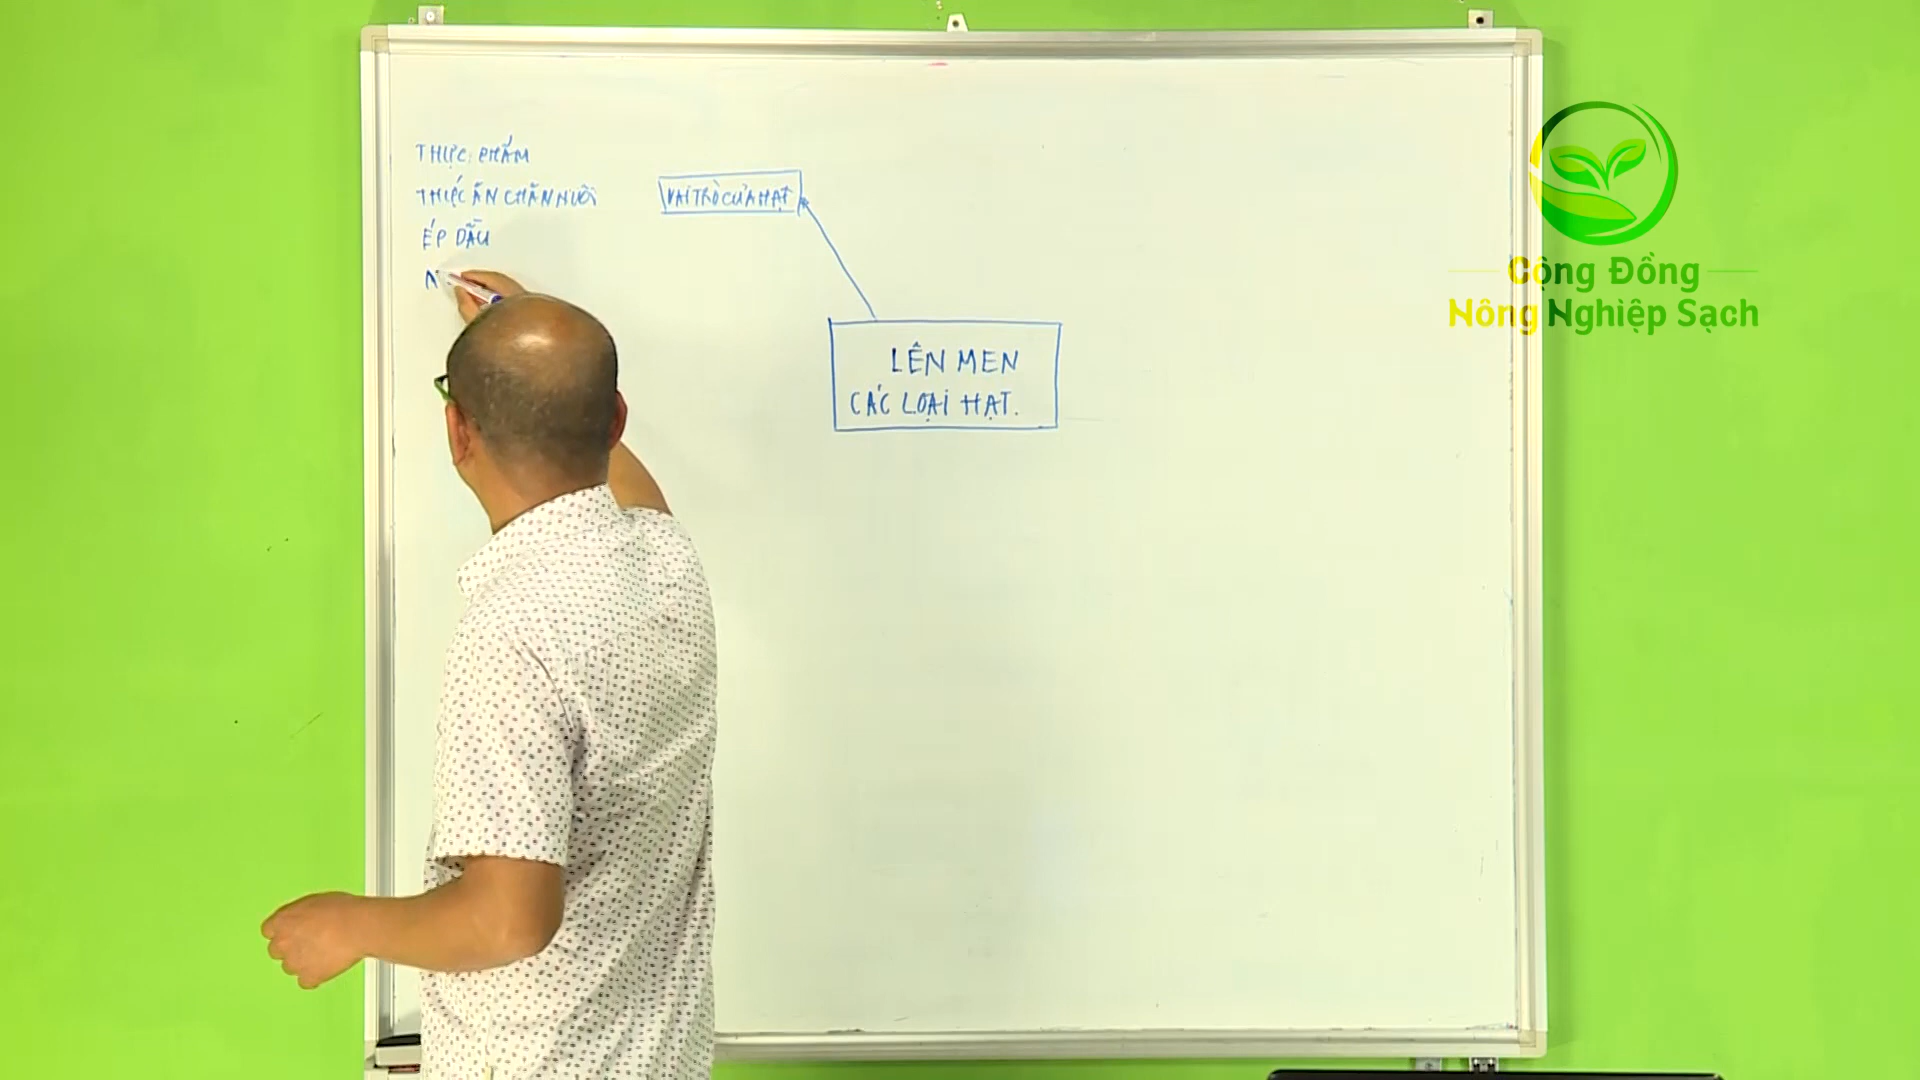 THỰC PHẨM
THỨC ĂN CHĂN NUÔI
ÉP DẦU
N
VAI TRÒ CỦA HẠT
LÊN MEN
CÁC LOẠI HẠT.
Cộng Đồng
Nông Nghiệp Sạch